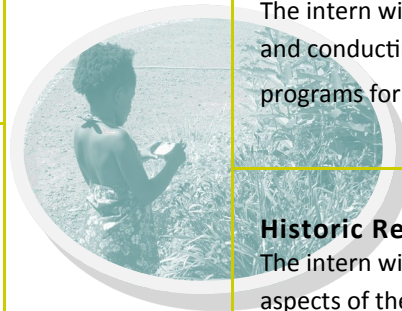 The intern wi
and conducti
programs for
Historic Re
The intern wi
aspects of the